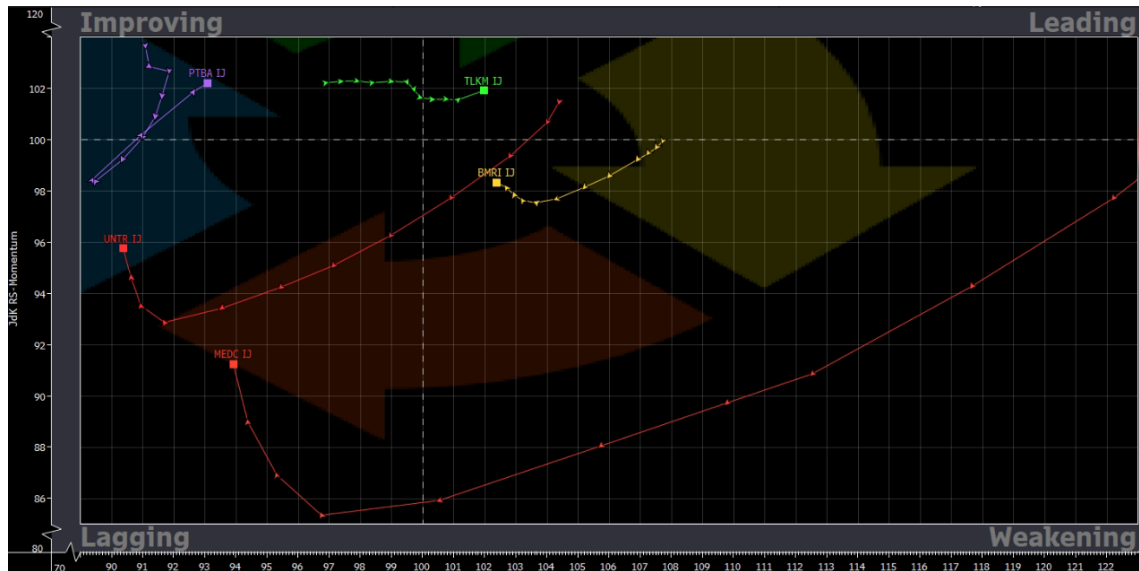 120
Improving
Leading
PTBA IJ
TLKM IJ
102
100
BMRI IJ
98
UNTR IJ
96
JdK RS-Momentum
94
MEDC IJ
92
90
88
86
Lagging
Weakening
80
70
90 91 92 93 94 95 96 97 98 99 100 101 102 103 104 105 106 107 108 109 110 111 112 113 114 115 116 117 118 119 120 121 122